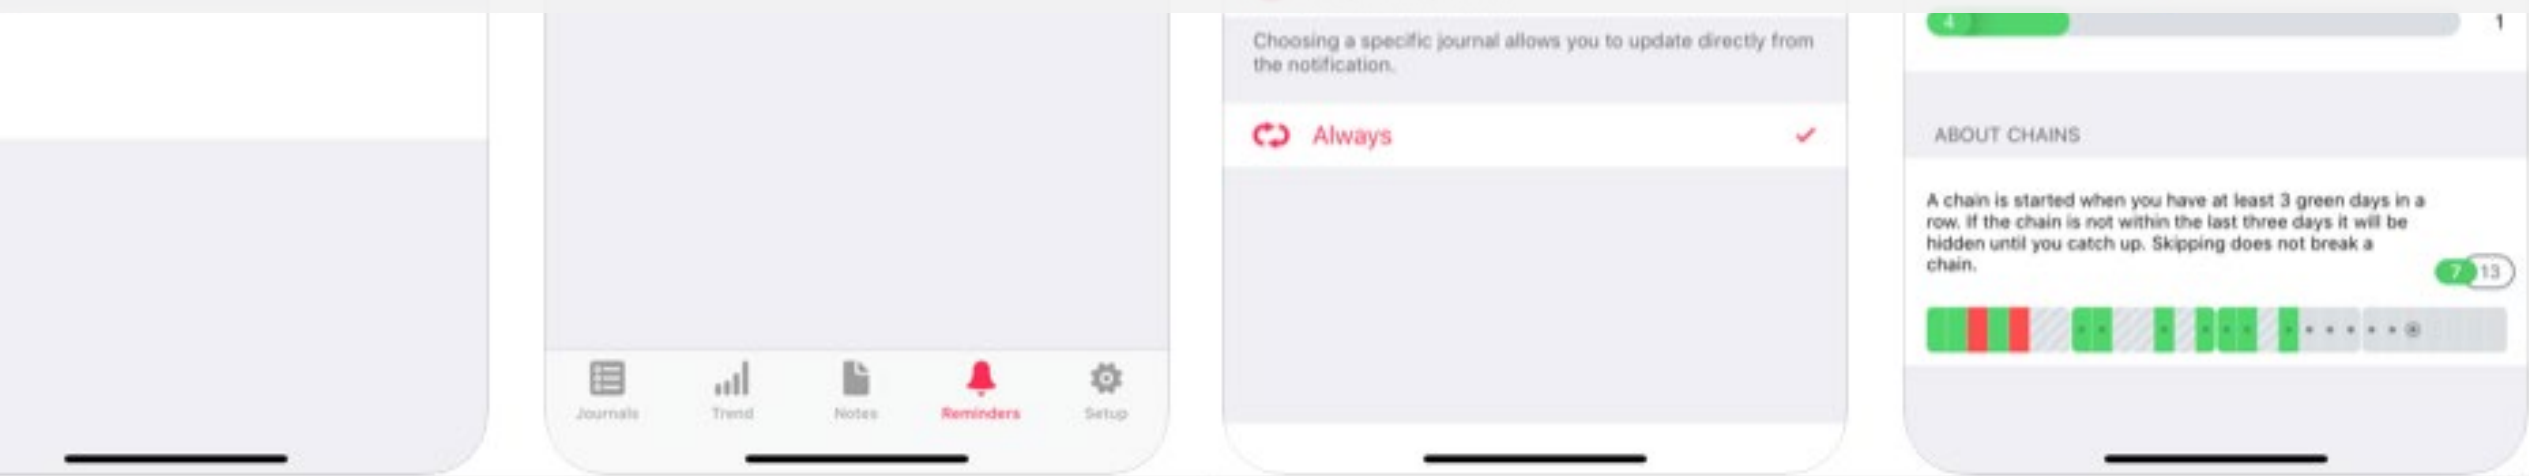 Journals
Trend
Notes
Reminders
Setup
Choosing a specific journal allows you to update directly from
the notification.
Always
4
1
ABOUT CHAINS
A chain is started when you have at least 3 green days in a
row. If the chain is not within the last three days it will be
hidden until you catch up. Skipping does not break a
chain.
7 13